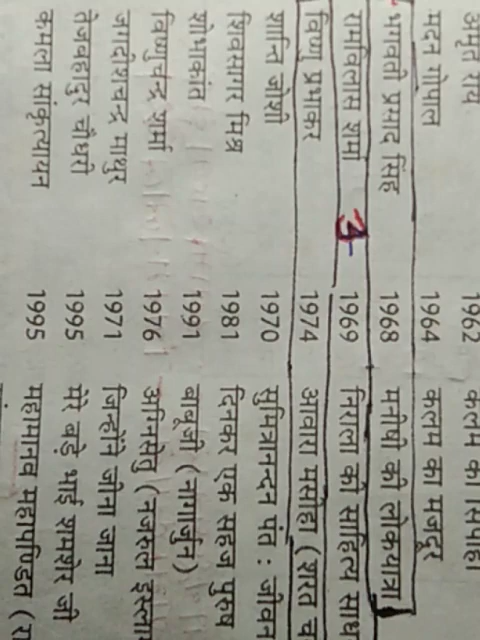 अमृत राय 1962 कलम का सिपाही
मदन गोपाल 1964 कलम का मजदूर
भगवती प्रसाद सिंह 1968 मनीषी की लोकयात्रा
रामविलास शर्मा 3 1969 निराला की साहित्य साध
विष्णु प्रभाकर 1974 आवारा मसीहा (शरत च
शान्ति जोशी 1970 सुमित्रानन्दन पंत : जीवन
शिवसागर मिश्र 1981 दिनकर एक सहज पुरुष
शोभाकांत 1991 बाबूजी (नागार्जुन)
विष्णुचन्द्र शर्मा 1976 अग्निसेतु (नजरुल इस्ला
जगदीशचन्द्र माथुर 1971 जिन्होंने जीना जाना
तेजबहादुर चौधरी 1995 मेरे बड़े भाई शमशेर जी
कमला सांकृत्यायन 1995 महामानव महापण्डित (रा